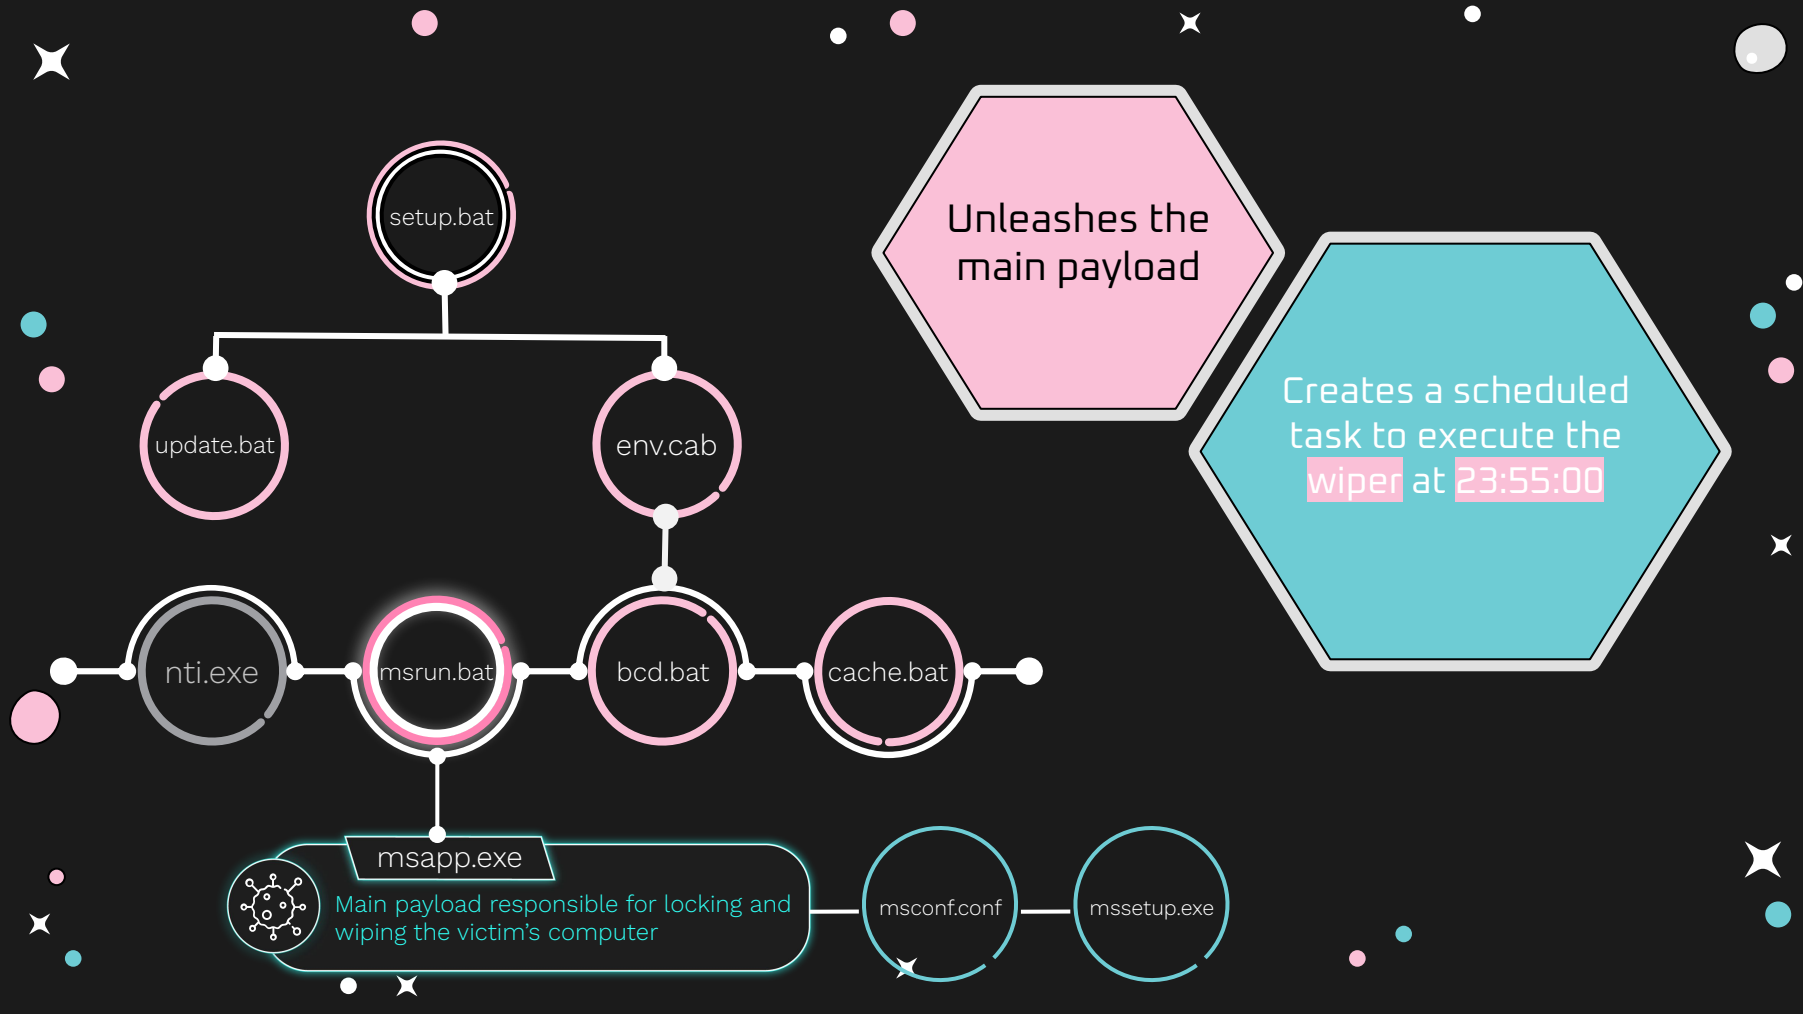 setup.bat
Unleashes the
main payload
Creates a scheduled
task to execute the
wiper at 23:55:00
update.bat
env.cab
nti.exe
msrun.bat
bcd.bat
cache.bat
msapp.exe
Main payload responsible for locking and
wiping the victim's computer
msconf.conf
mssetup.exe